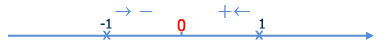 → − + ←
-1 0 1
x x